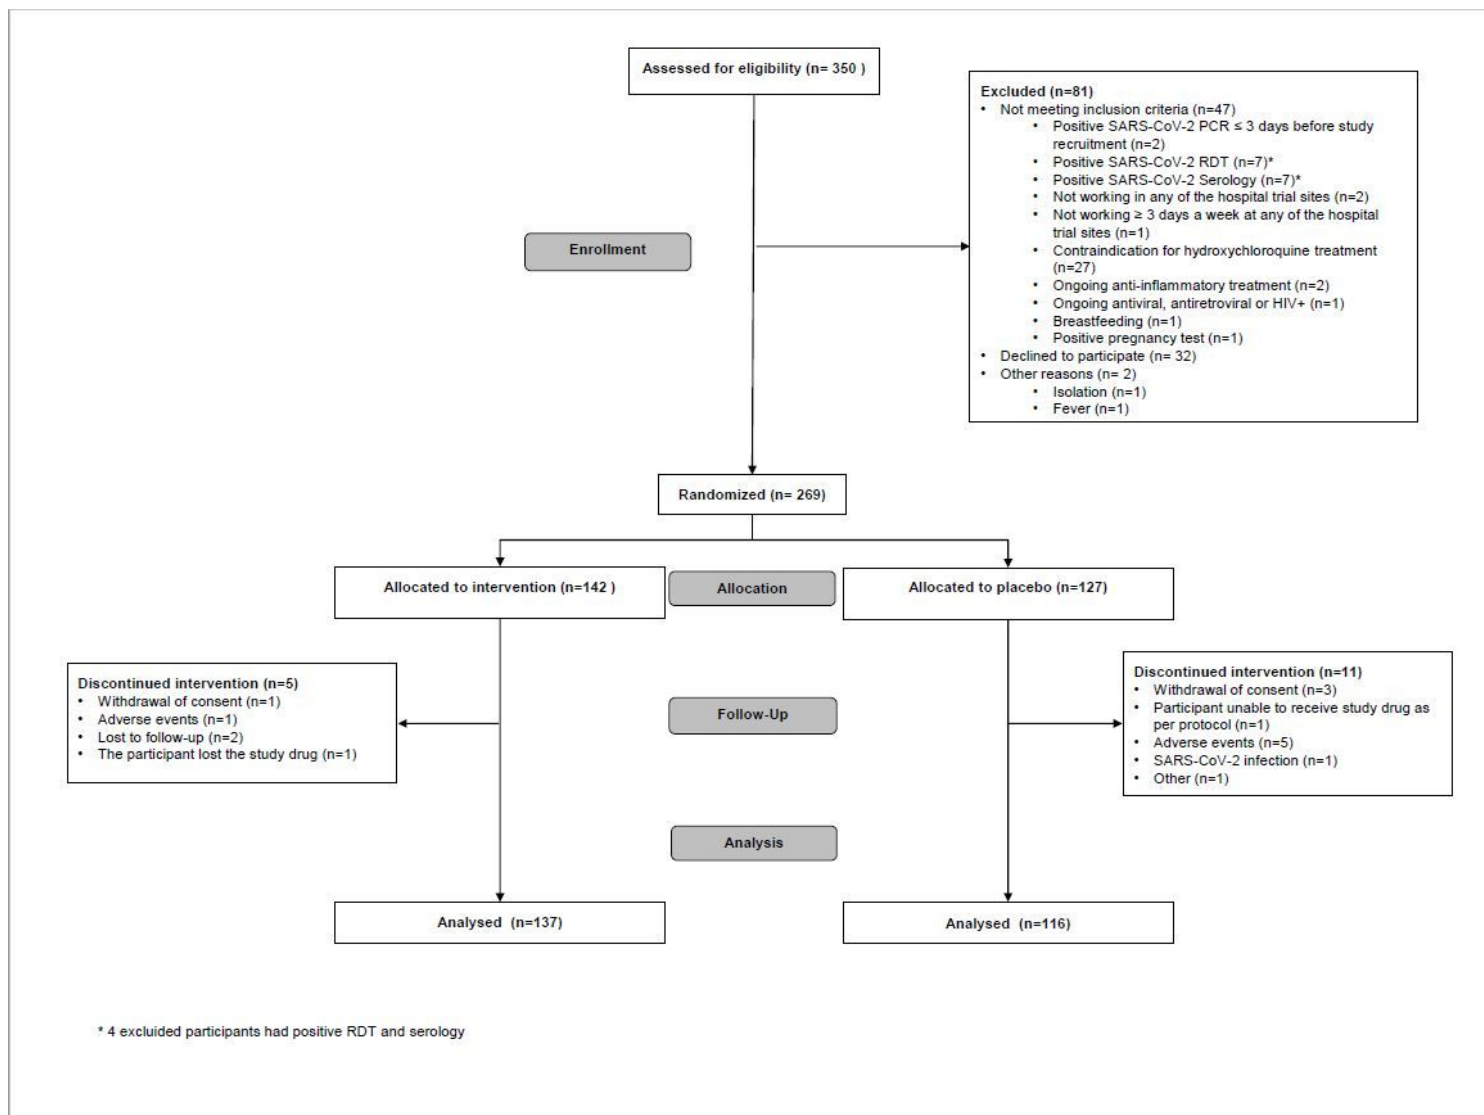 Assessed for eligibility (n= 350 )
Excluded (n=81)
• Not meeting inclusion criteria (n=47)
• Positive SARS-CoV-2 PCR ≤ 3 days before study
recruitment (n=2)
• Positive SARS-CoV-2 RDT (n=7)*
• Positive SARS-CoV-2 Serology (n=7)*
• Not working in any of the hospital trial sites (n=2)
• Not working ≥ 3 days a week at any of the hospital
trial sites (n=1)
• Contraindication for hydroxychloroquine treatment
(n=27)
• Ongoing anti-inflammatory treatment (n=2)
• Ongoing antiviral, antiretroviral or HIV+ (n=1)
• Breastfeeding (n=1)
• Positive pregnancy test (n=1)
• Declined to participate (n= 32)
• Other reasons (n= 2)
• Isolation (n=1)
• Fever (n=1)
Enrollment
Randomized (n= 269)
Allocated to intervention (n=142 )
Allocation
Allocated to placebo (n=127)
Discontinued intervention (n=5)
• Withdrawal of consent (n=1)
• Adverse events (n=1)
• Lost to follow-up (n=2)
• The participant lost the study drug (n=1)
Follow-Up
Discontinued intervention (n=11)
• Withdrawal of consent (n=3)
• Participant unable to receive study drug as
per protocol (n=1)
• Adverse events (n=5)
• SARS-CoV-2 infection (n=1)
• Other (n=1)
Analysis
Analysed (n=137)
Analysed (n=116)
* 4 excluided participants had positive RDT and serology